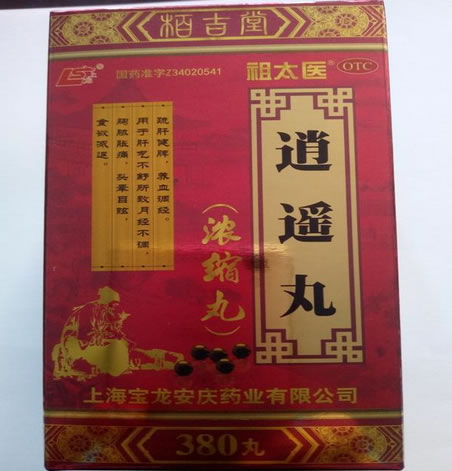 栢吉堂
国药准字Z34020541
祖太医®
OTC
逍遥丸
（浓缩丸）
疏肝健脾，养血调经。
用于肝气不舒所致月经不调，
胸胁胀痛，头晕目眩，
食欲减退。
上海宝龙安庆药业有限公司
380丸